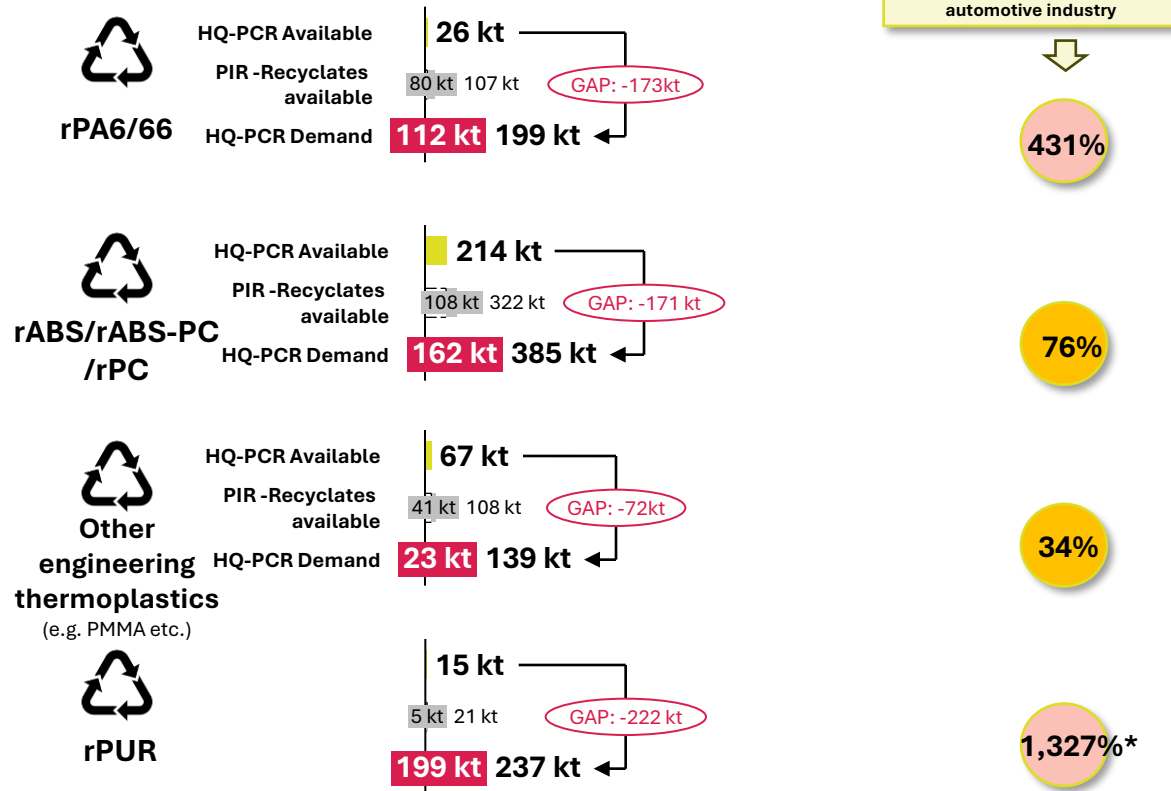 automotive industry
HQ-PCR Available
26 kt
PIR -Recyclates
available
80 kt 107 kt
GAP: -173kt
rPA6/66
HQ-PCR Demand
112 kt 199 kt
431%
HQ-PCR Available
214 kt
PIR -Recyclates
available
108 kt 322 kt
GAP: -171 kt
rABS/rABS-PC
/rPC
HQ-PCR Demand
162 kt 385 kt
76%
HQ-PCR Available
67 kt
PIR -Recyclates
available
41 kt 108 kt
GAP: -72kt
Other
engineering
thermoplastics
(e.g. PMMA etc.)
HQ-PCR Demand
23 kt 139 kt
34%
15 kt
5 kt 21 kt
GAP: -222 kt
rPUR
199 kt 237 kt
1,327%*